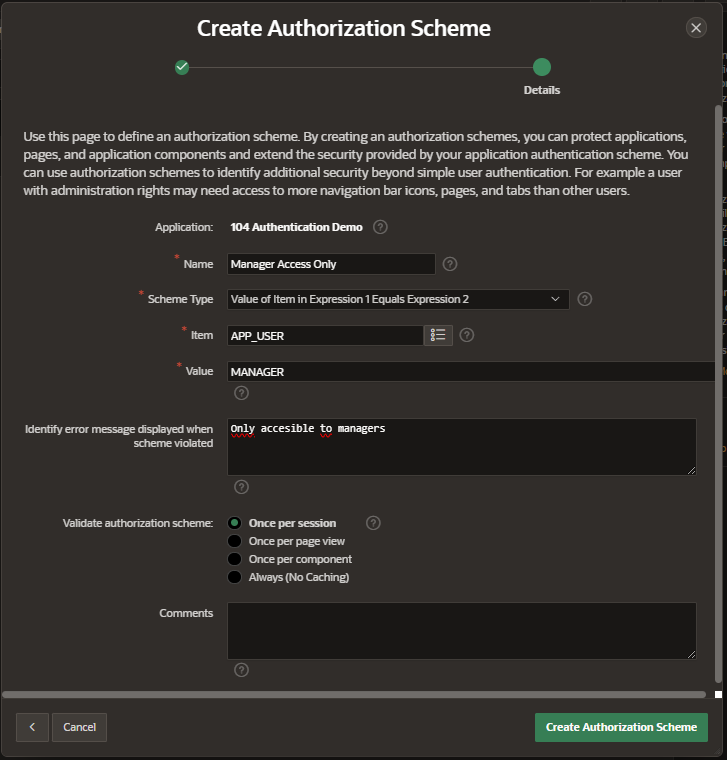 Create Authorization Scheme
Details
Use this page to define an authorization scheme. By creating an authorization schemes, you can protect applications,
pages, and application components and extend the security provided by your application authentication scheme. You
can use authorization schemes to identify additional security beyond simple user authentication. For example a user
with administration rights may need access to more navigation bar icons, pages, and tabs than other users.
Application: 104 Authentication Demo
* Name Manager Access Only
* Scheme Type Value of Item in Expression 1 Equals Expression 2
* Item APP_USER
* Value MANAGER
Identify error message displayed when
scheme violated
Only accesible to managers
Validate authorization scheme: Once per session
Once per page view
Once per component
Always (No Caching)
Comments
Cancel
Create Authorization Scheme